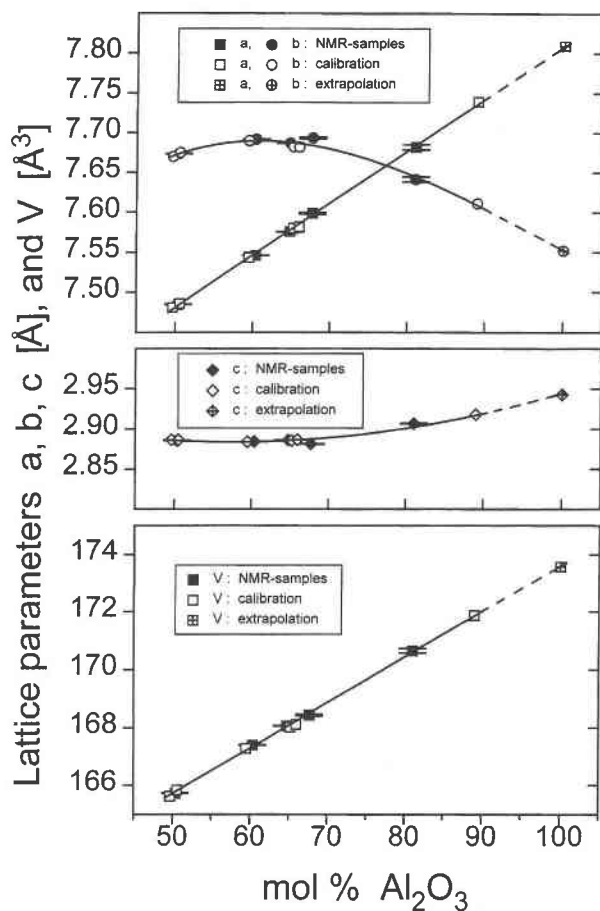 Lattice parameters a, b, c [Å], and V [Å³]
a, b : NMR-samples
a, b : calibration
a, b : extrapolation
7.80
7.70
7.65
7.60
7.55
7.50
c : NMR-samples
c : calibration
c : extrapolation
2.95
2.90
2.85
V : NMR-samples
V : calibration
V : extrapolation
174
172
170
168
166
50 60 70 80 90 100
mol % Al₂O₃